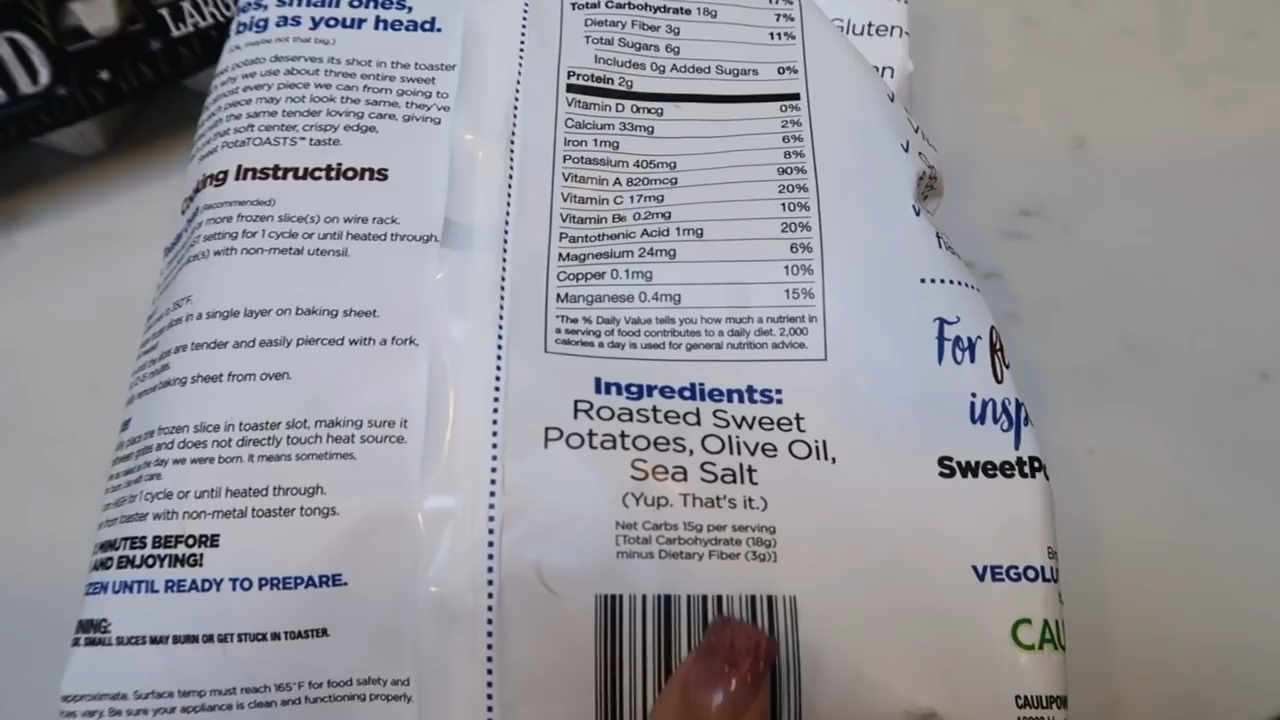 LARG
D
es, small ones,
big as your head.
(Ok, maybe not that big.)
potato deserves its shot in the toaster
why we use about three entire sweet
most every piece we can from going to
piece may not look the same, they've
with the same tender loving care, giving
that soft center, crispy edge,
PotaTOASTS™ taste.
Instructions
(Recommended)
more frozen slice(s) on wire rack.
setting for 1 cycle or until heated through.
with non-metal utensil.
in a single layer on baking sheet.
are tender and easily pierced with a fork,
baking sheet from oven.
frozen slice in toaster slot, making sure it
and does not directly touch heat source.
day we were born. It means sometimes,
for 1 cycle or until heated through.
toaster with non-metal toaster tongs.
MINUTES BEFORE
AND ENJOYING!
ZEN UNTIL READY TO PREPARE.
NING:
SMALL SLICES MAY BURN OR GET STUCK IN TOASTER.
approximate. Surface temp must reach 165°F for food safety and
vary. Be sure your appliance is clean and functioning properly.
17%
Total Carbohydrate 18g 7%
Dietary Fiber 3g 11%
Total Sugars 6g
Includes 0g Added Sugars 0%
Protein 2g
Vitamin D 0mcg 0%
Calcium 33mg 2%
Iron 1mg 6%
Potassium 405mg 8%
Vitamin A 820mcg 90%
Vitamin C 17mg 20%
Vitamin B6 0.2mg 10%
Pantothenic Acid 1mg 20%
Magnesium 24mg 6%
Copper 0.1mg 10%
Manganese 0.4mg 15%
*The % Daily Value tells you how much a nutrient in
a serving of food contributes to a daily diet. 2,000
calories a day is used for general nutrition advice.
Ingredients:
Roasted Sweet
Potatoes, Olive Oil,
Sea Salt
(Yup. That's it.)
Net Carbs 15g per serving
[Total Carbohydrate (18g)
minus Dietary Fiber (3g)]
Gluten-
For
insp
SweetP
VEGOLU
CAU
CAULIPOW